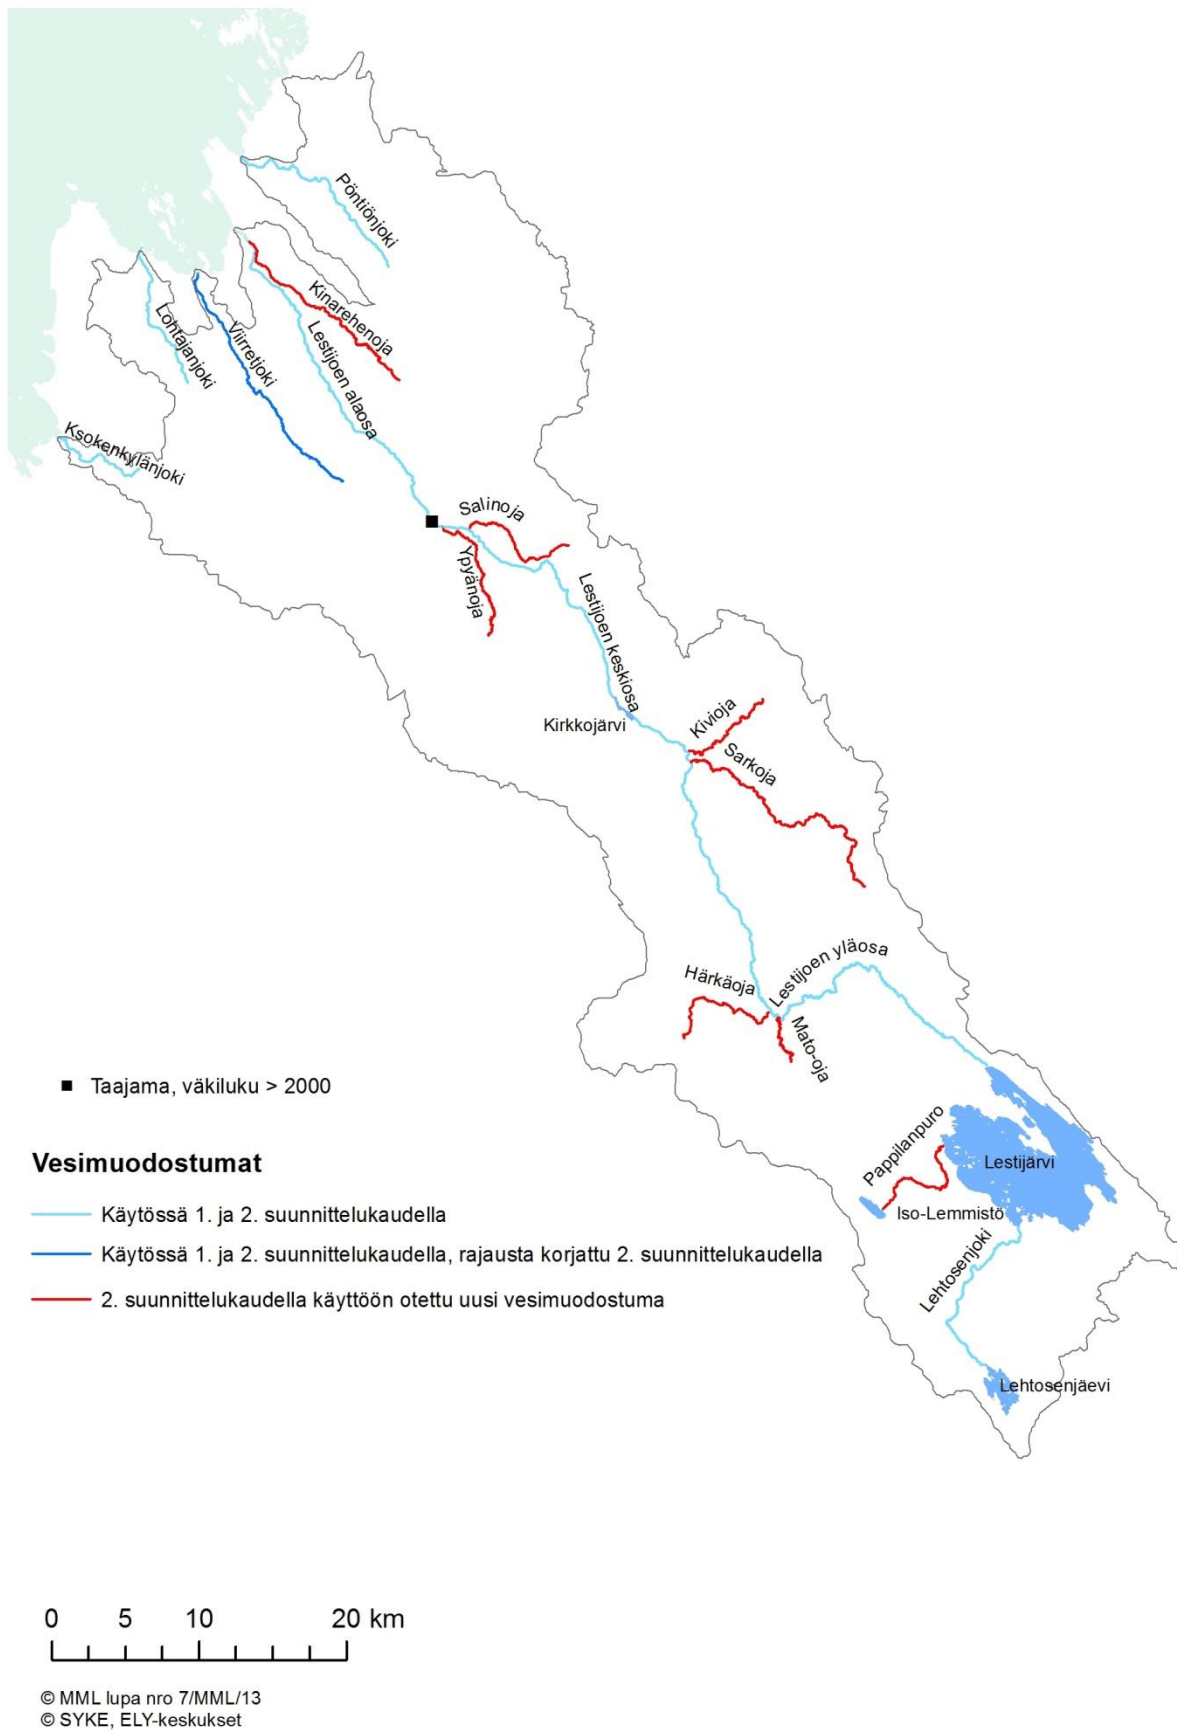 Pöntiönjoki
Kinarehenoja
Lohtajanjoki
Viirretjoki
Lestijoen alaosa
Ksokenkylänjoki
Salinoja
Ypyänoja
Lestijoen keskiosa
Kirkkojärvi
Kivioja
Sarkoja
Lestijoen yläosa
Härkäoja
Mato-oja
Taajama, väkiluku > 2000
Pappilanpuro
Lestijärvi
Vesimuodostumat
Iso-Lemmistö
Käytössä 1. ja 2. suunnittelukaudella
Käytössä 1. ja 2. suunnittelukaudella, rajausta korjattu 2. suunnittelukaudella
Lehtosenjoki
2. suunnittelukaudella käyttöön otettu uusi vesimuodostuma
Lehtosenjäevi
0 5 10 20 km
© MML lupa nro 7/MML/13
© SYKE, ELY-keskukset